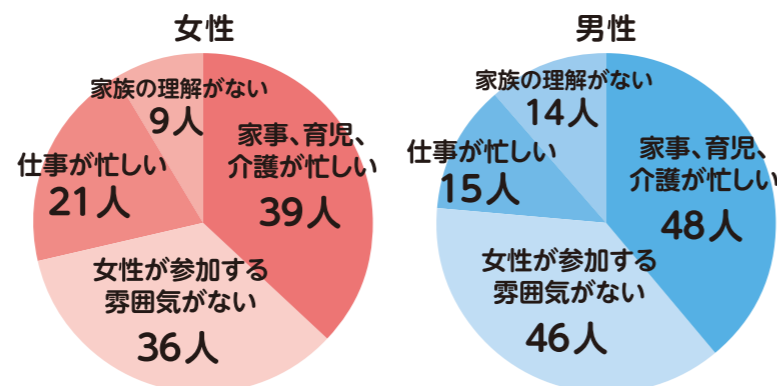 女性
家族の理解がない
9人
家事、育児、
介護が忙しい
39人
仕事が忙しい
21人
女性が参加する
雰囲気がない
36人
男性
家族の理解がない
14人
家事、育児、
介護が忙しい
48人
仕事が忙しい
15人
女性が参加する
雰囲気がない
46人